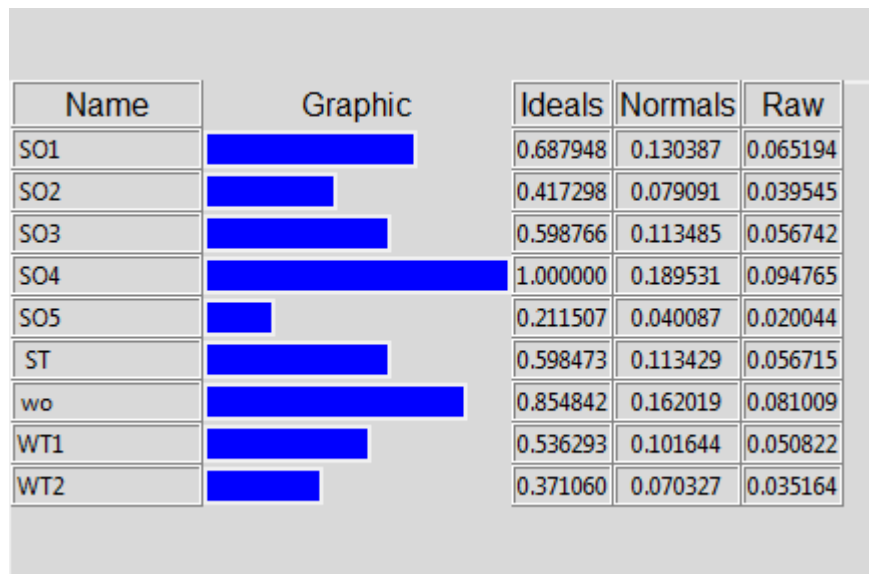 Name Graphic Ideals Normals Raw
SO1 0.687948 0.130387 0.065194
SO2 0.417298 0.079091 0.039545
SO3 0.598766 0.113485 0.056742
SO4 1.000000 0.189531 0.094765
SO5 0.211507 0.040087 0.020044
ST 0.598473 0.113429 0.056715
wo 0.854842 0.162019 0.081009
WT1 0.536293 0.101644 0.050822
WT2 0.371060 0.070327 0.035164